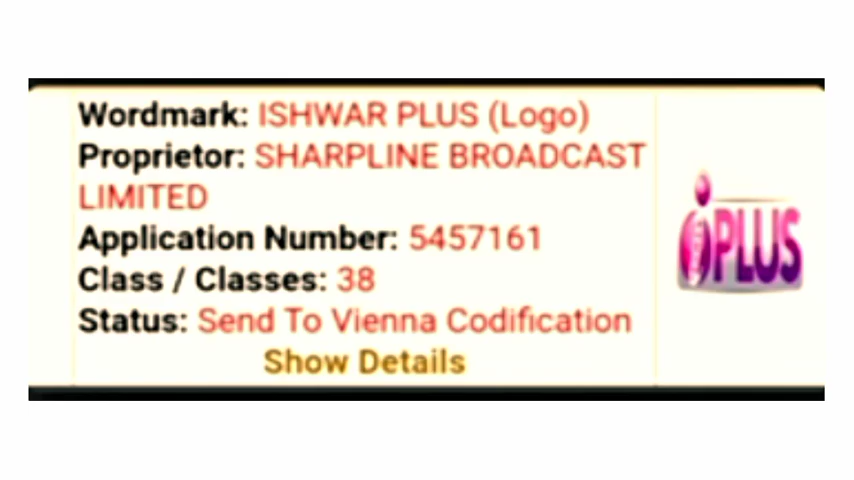 Wordmark: ISHWAR PLUS (Logo)
Proprietor: SHARPLINE BROADCAST
LIMITED
Application Number: 5457161
Class / Classes: 38
Status: Send To Vienna Codification
Show Details
iPLUS